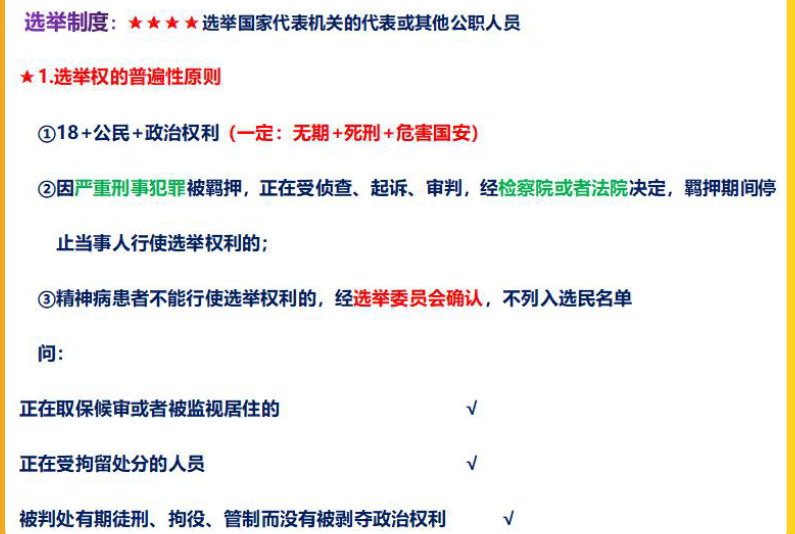 选举制度：★★★★选举国家代表机关的代表或其他公职人员
★1.选举权的普遍性原则
①18+公民+政治权利（一定：无期+死刑+危害国安）
②因严重刑事犯罪被羁押，正在受侦查、起诉、审判，经检察院或者法院决定，羁押期间停
止当事人行使选举权利的；
③精神病患者不能行使选举权利的，经选举委员会确认，不列入选民名单
问：
正在取保候审或者被监视居住的 √
正在受拘留处分的人员 √
被判处有期徒刑、拘役、管制而没有被剥夺政治权利 √